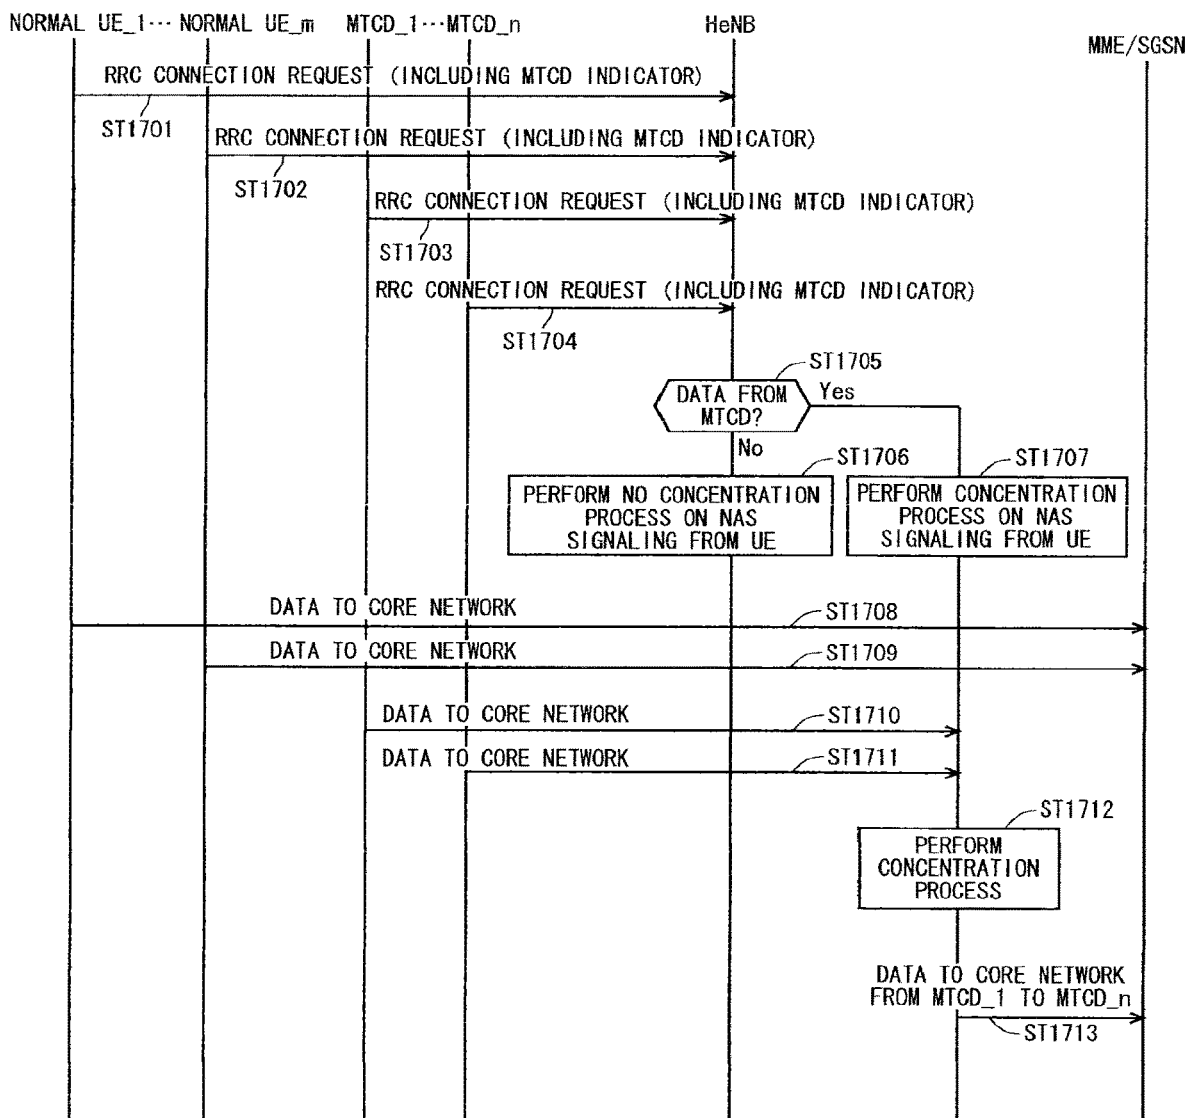 NORMAL UE_1··· NORMAL UE_m MTCD_1···MTCD_n HeNB
MME/SGSN
RRC CONNECTION REQUEST (INCLUDING MTCD INDICATOR)
ST1701
RRC CONNECTION REQUEST (INCLUDING MTCD INDICATOR)
ST1702
RRC CONNECTION REQUEST (INCLUDING MTCD INDICATOR)
ST1703
RRC CONNECTION REQUEST (INCLUDING MTCD INDICATOR)
ST1704
ST1705
DATA FROM
MTCD?
Yes
No
ST1706
PERFORM NO CONCENTRATION
PROCESS ON NAS
SIGNALING FROM UE
ST1707
PERFORM CONCENTRATION
PROCESS ON NAS
SIGNALING FROM UE
DATA TO CORE NETWORK
ST1708
DATA TO CORE NETWORK
ST1709
DATA TO CORE NETWORK
ST1710
DATA TO CORE NETWORK
ST1711
ST1712
PERFORM
CONCENTRATION
PROCESS
DATA TO CORE NETWORK
FROM MTCD_1 TO MTCD_n
ST1713